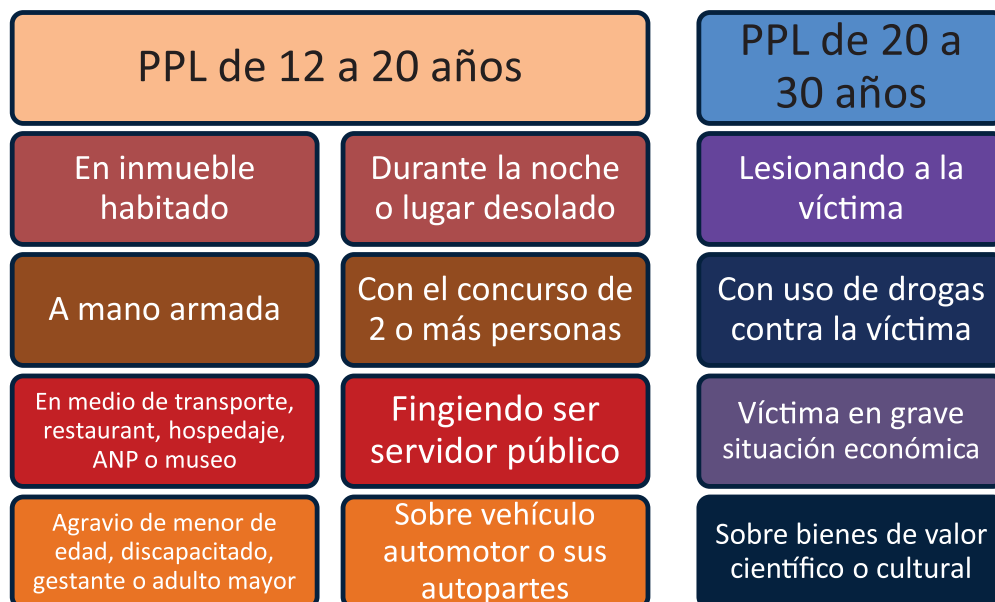 PPL de 12 a 20 años
En inmueble
habitado
Durante la noche
o lugar desolado
A mano armada
Con el concurso de
2 o más personas
En medio de transporte,
restaurant, hospedaje,
ANP o museo
Fingiendo ser
servidor público
Agravio de menor de
edad, discapacitado,
gestante o adulto mayor
Sobre vehículo
automotor o sus
autopartes
PPL de 20 a
30 años
Lesionando a la
víctima
Con uso de drogas
contra la víctima
Víctima en grave
situación económica
Sobre bienes de valor
científico o cultural